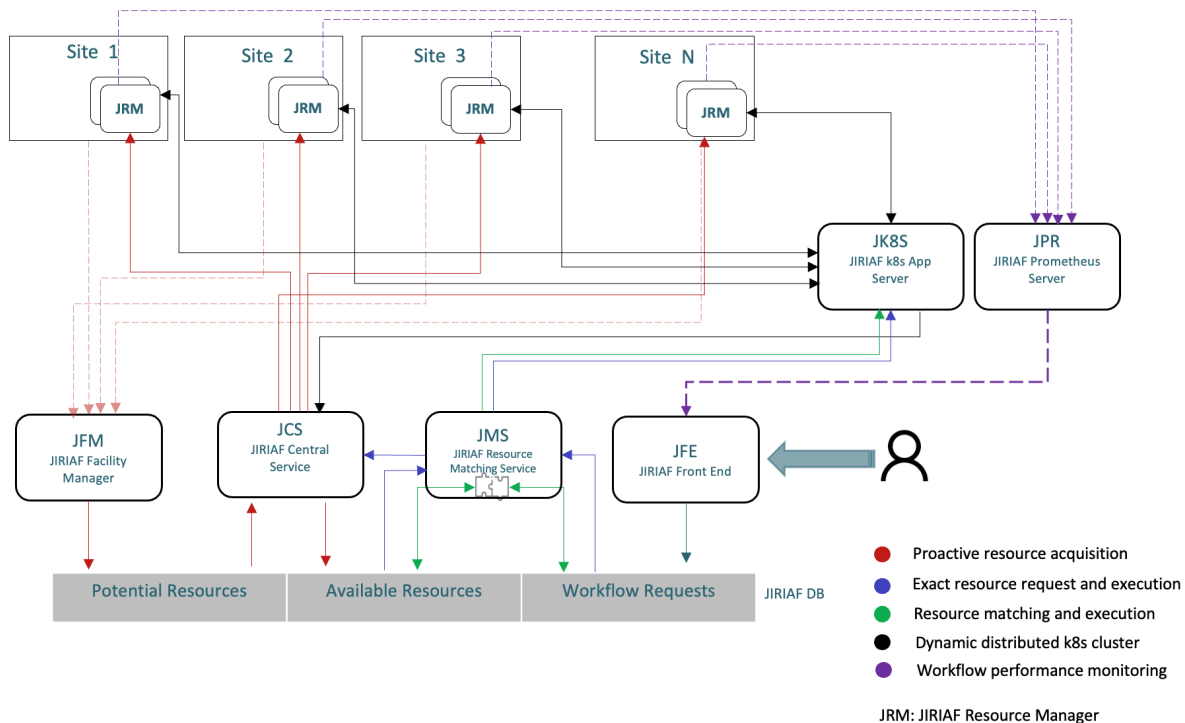 Site 1
Site 2
Site 3
Site N
JRM
JRM
JRM
JRM
JK8S
JIRIAF k8s App
Server
JPR
JIRIAF Prometheus
Server
JFM
JIRIAF Facility
Manager
JCS
JIRIAF Central
Service
JMS
JIRIAF Resource
Matching Service
JFE
JIRIAF Front End
Potential Resources
Available Resources
Workflow Requests
JIRIAF DB
Proactive resource acquisition
Exact resource request and execution
Resource matching and execution
Dynamic distributed k8s cluster
Workflow performance monitoring
JRM: JIRIAF Resource Manager